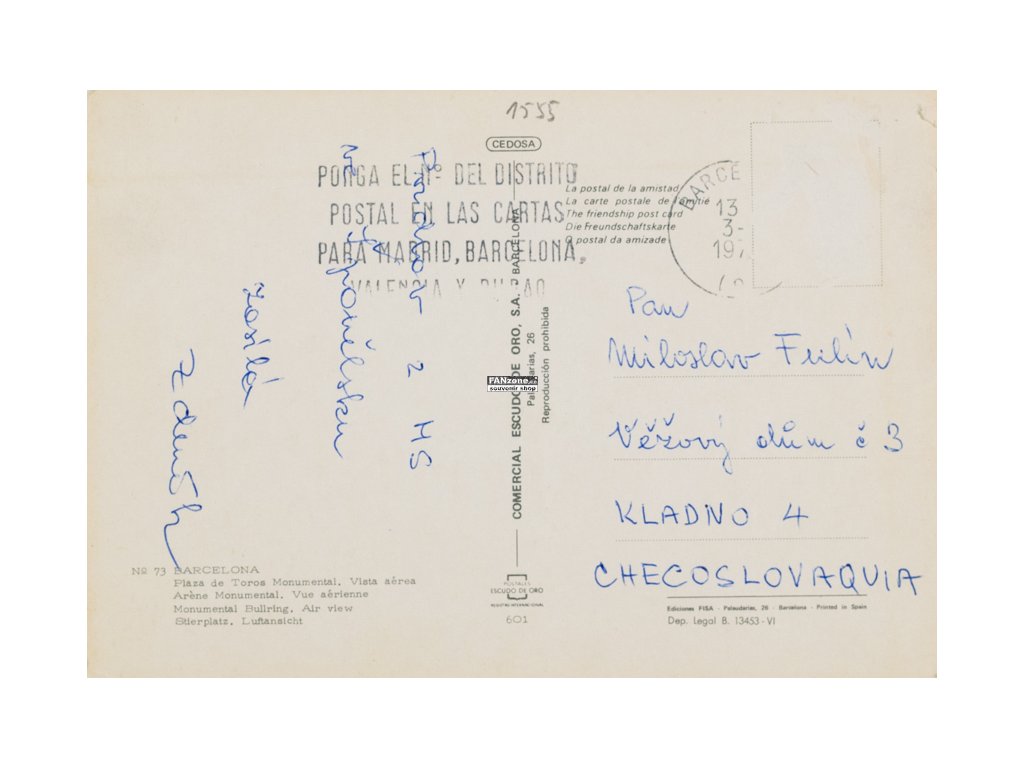 1555
CEDOSA
PONGA EL Nº DEL DISTRITO
POSTAL EN LAS CARTAS
PARA MADRID, BARCELONA,
VALENCIA Y BILBAO
La postal de la amistad
La carte postale de l'amitié
The friendship post card
Die Freundschaftskarte
O postal da amizade
BARCE
13
3-
197
Pozdrav z MS
ve Španělsku
zasílá
Zdeněk
COMERCIAL ESCUDO DE ORO, S.A. BARCELONA
Palaudarias, 26
Reproducción prohibida
FANzone
souvenir shop
Pan
Miloslav
Věžový dům č 3
KLADNO 4
CHECOSLOVAQUIA
Nº 73 BARCELONA
Plaza de Toros Monumental. Vista aérea
Arène Monumental. Vue aérienne
Monumental Bullring. Air view
Stierplatz. Luftansicht
POSTALES
ESCUDO DE ORO
REGISTRO INTERNACIONAL
601
Ediciones FISA - Palaudarias, 26 - Barcelona - Printed in Spain
Dep. Legal B. 13453-VI